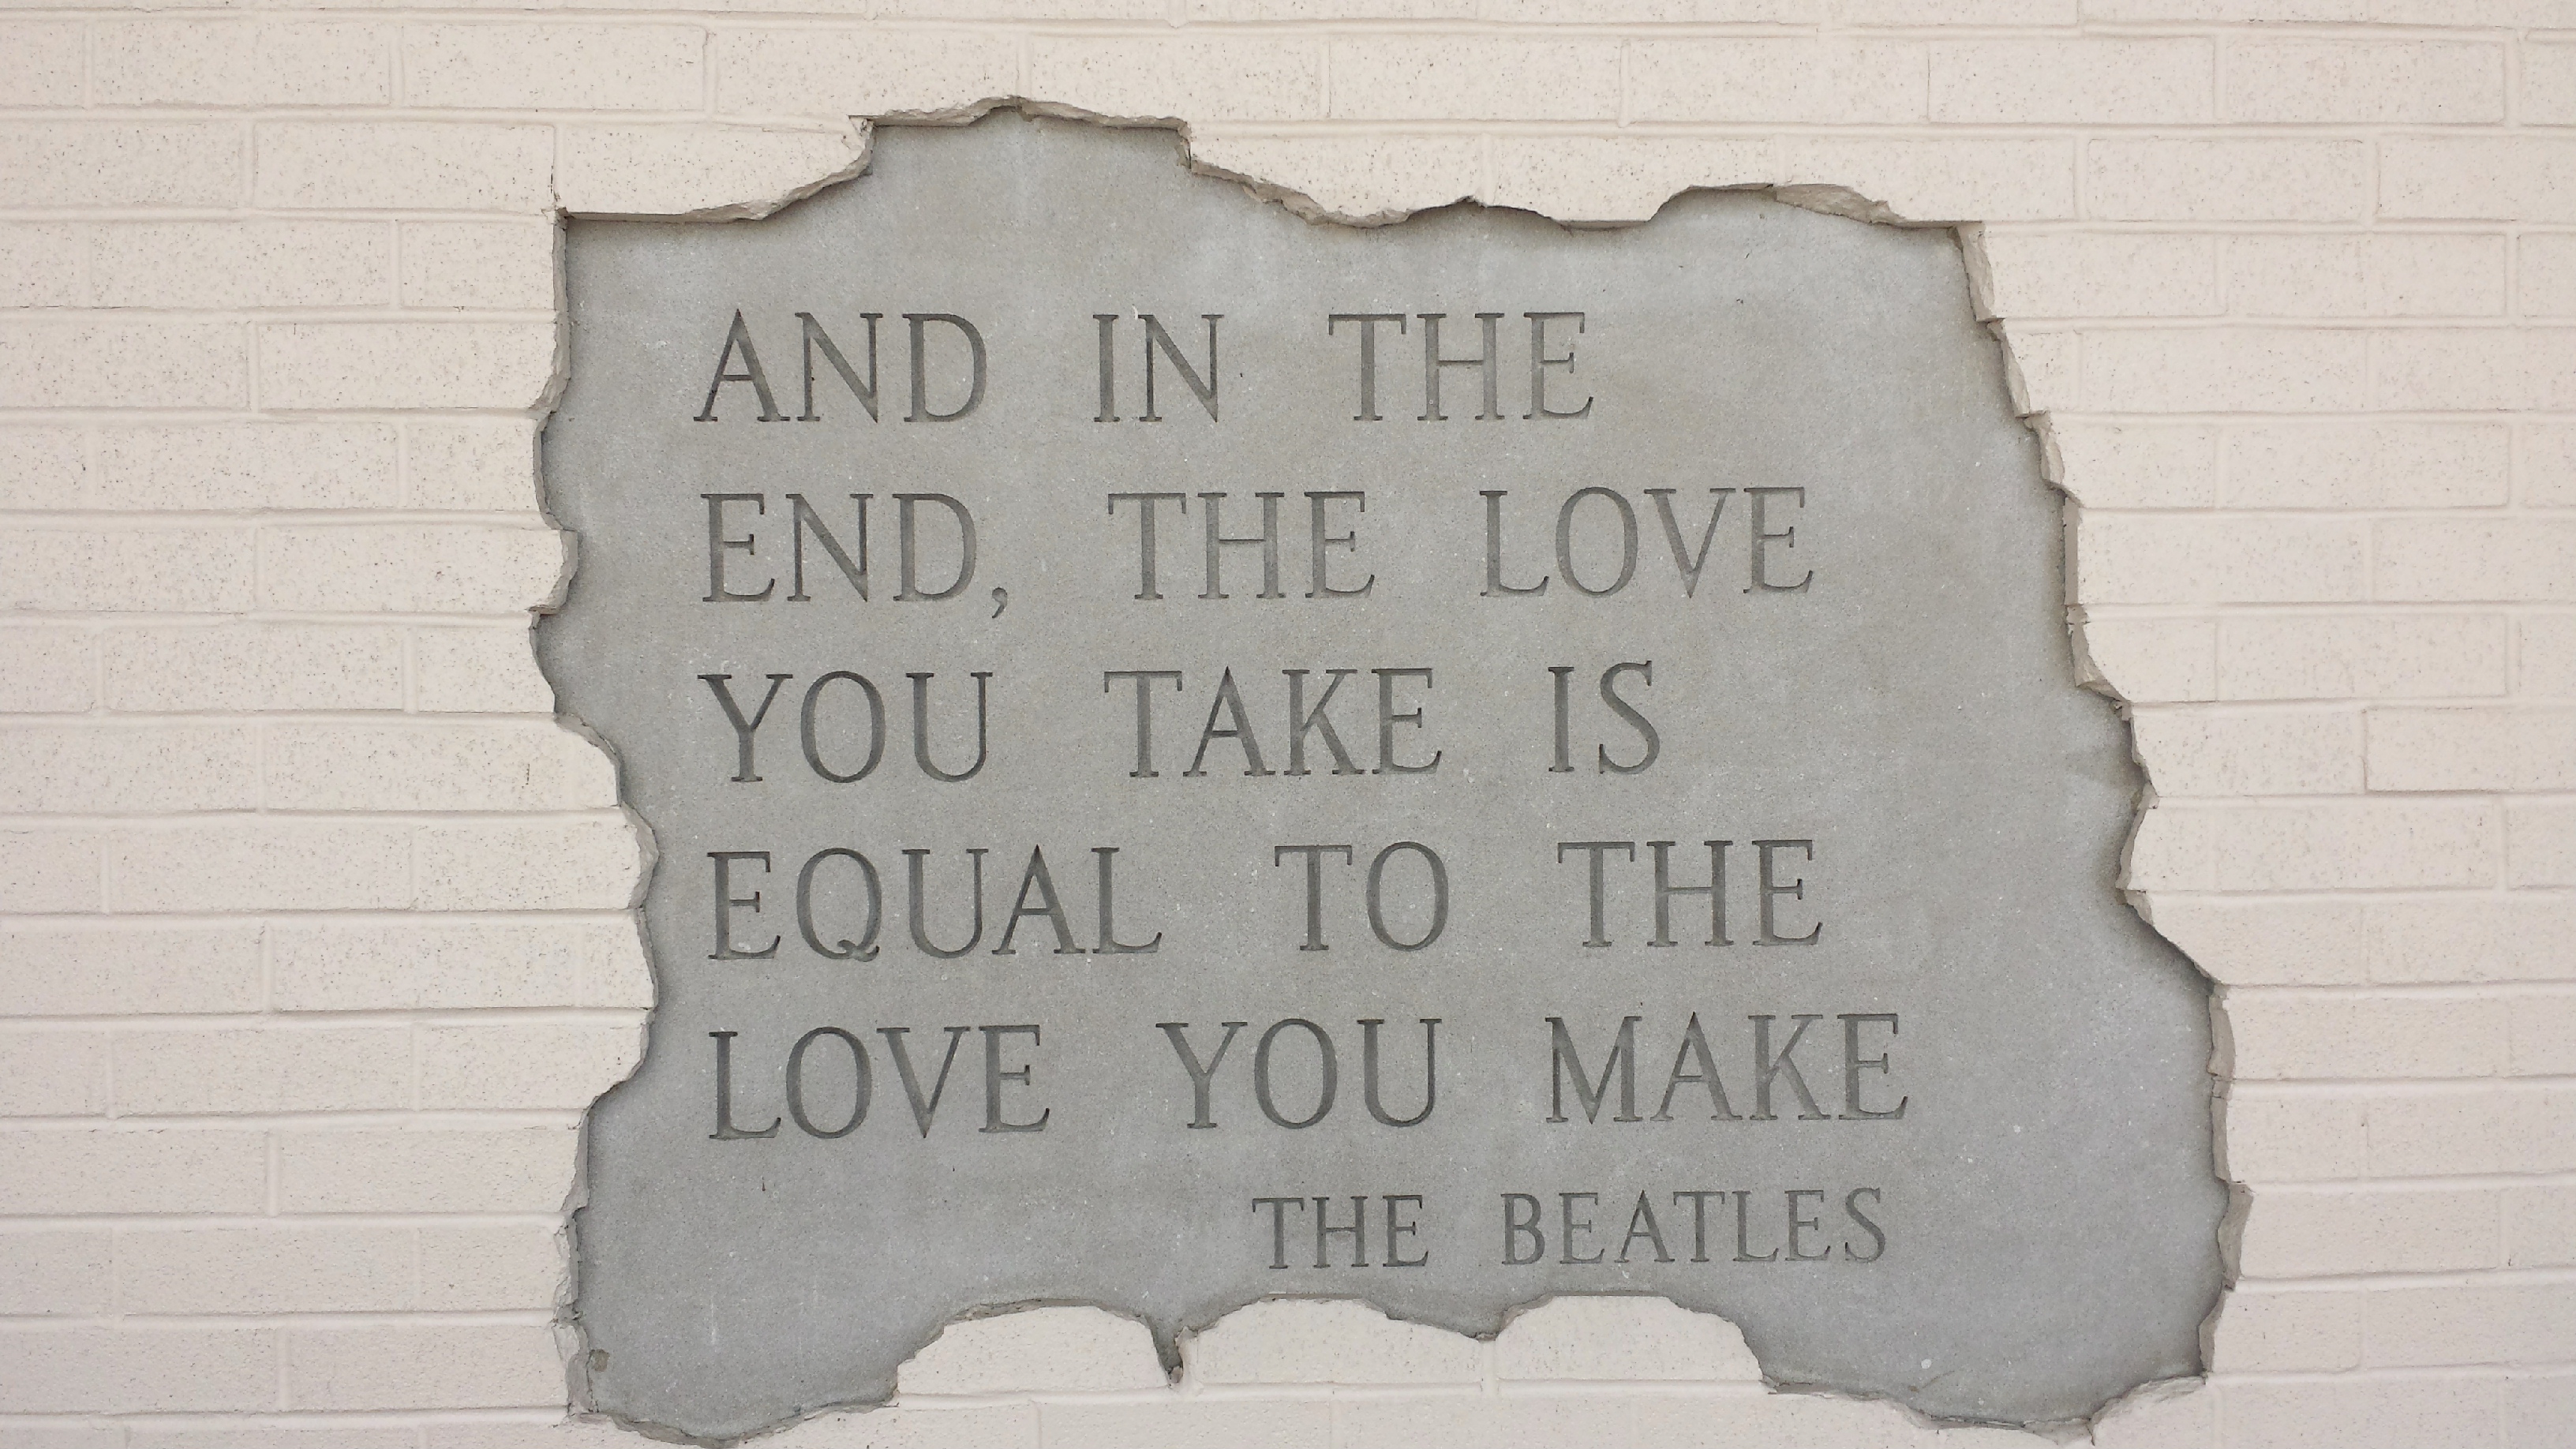 AND IN THE
END, THE LOVE
YOU TAKE IS
EQUAL TO THE
LOVE YOU MAKE
THE BEATLES